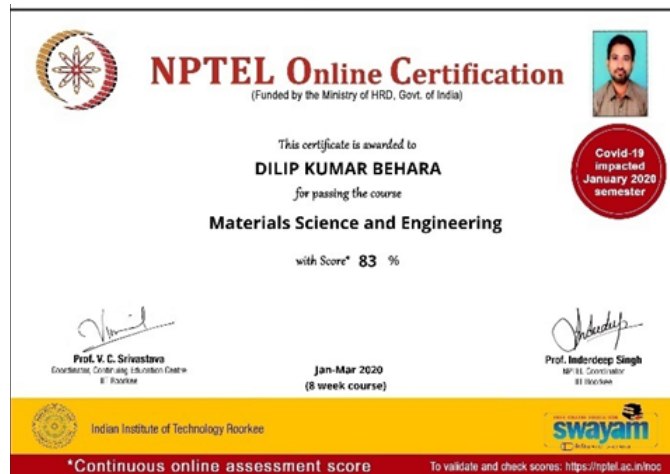 NPTEL Online Certification
(Funded by the Ministry of HRD, Govt. of India)
This certificate is awarded to
DILIP KUMAR BEHARA
for passing the course
Materials Science and Engineering
with Score* 83 %
Covid-19
impacted
January 2020
semester
Prof. V. C. Srivastava
Coordinator, Continuing Education Centre
IIT Roorkee
Jan-Mar 2020
(8 week course)
Prof. Inderdeep Singh
NPTEL Coordinator
IIT Roorkee
Indian Institute of Technology Roorkee
swayam
*Continuous online assessment score
To validate and check scores: https://nptel.ac.in/noc